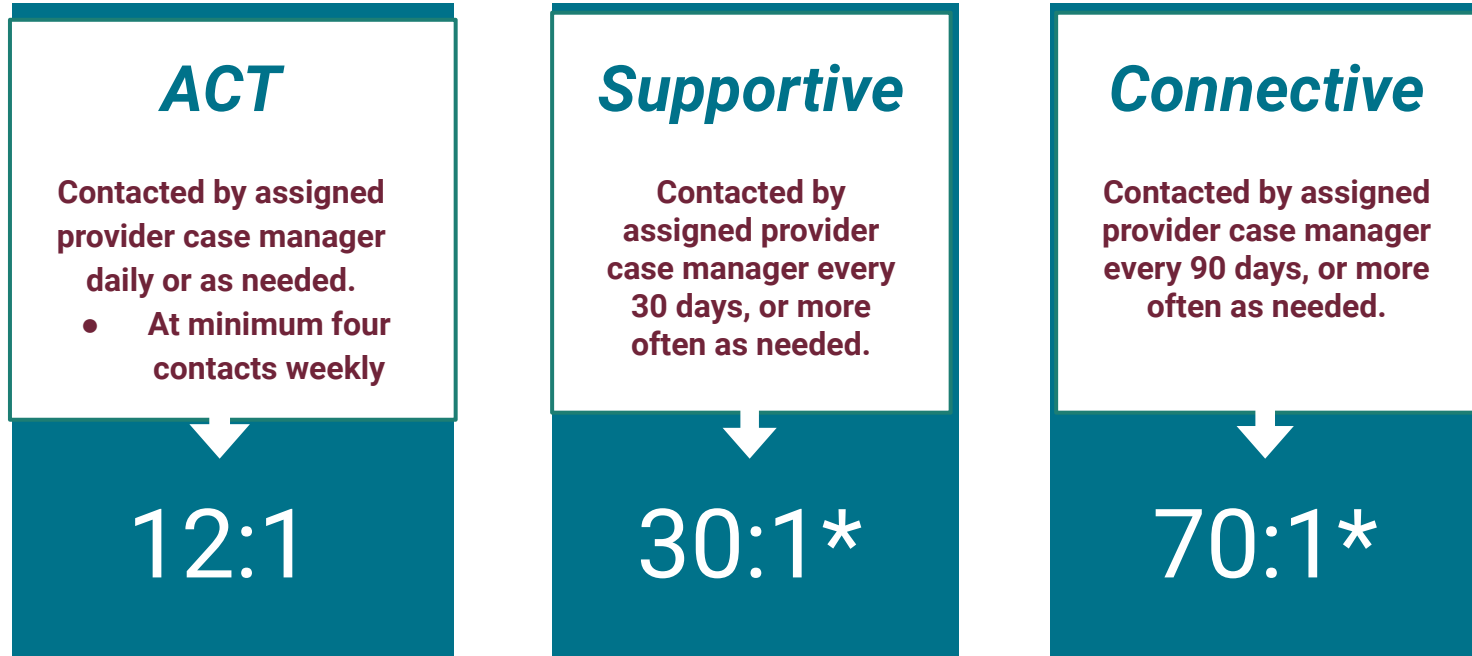 ACT
Contacted by assigned
provider case manager
daily or as needed.
● At minimum four
contacts weekly
12:1
Supportive
Contacted by
assigned provider
case manager every
30 days, or more
often as needed.
30:1*
Connective
Contacted by assigned
provider case manager
every 90 days, or more
often as needed.
70:1*